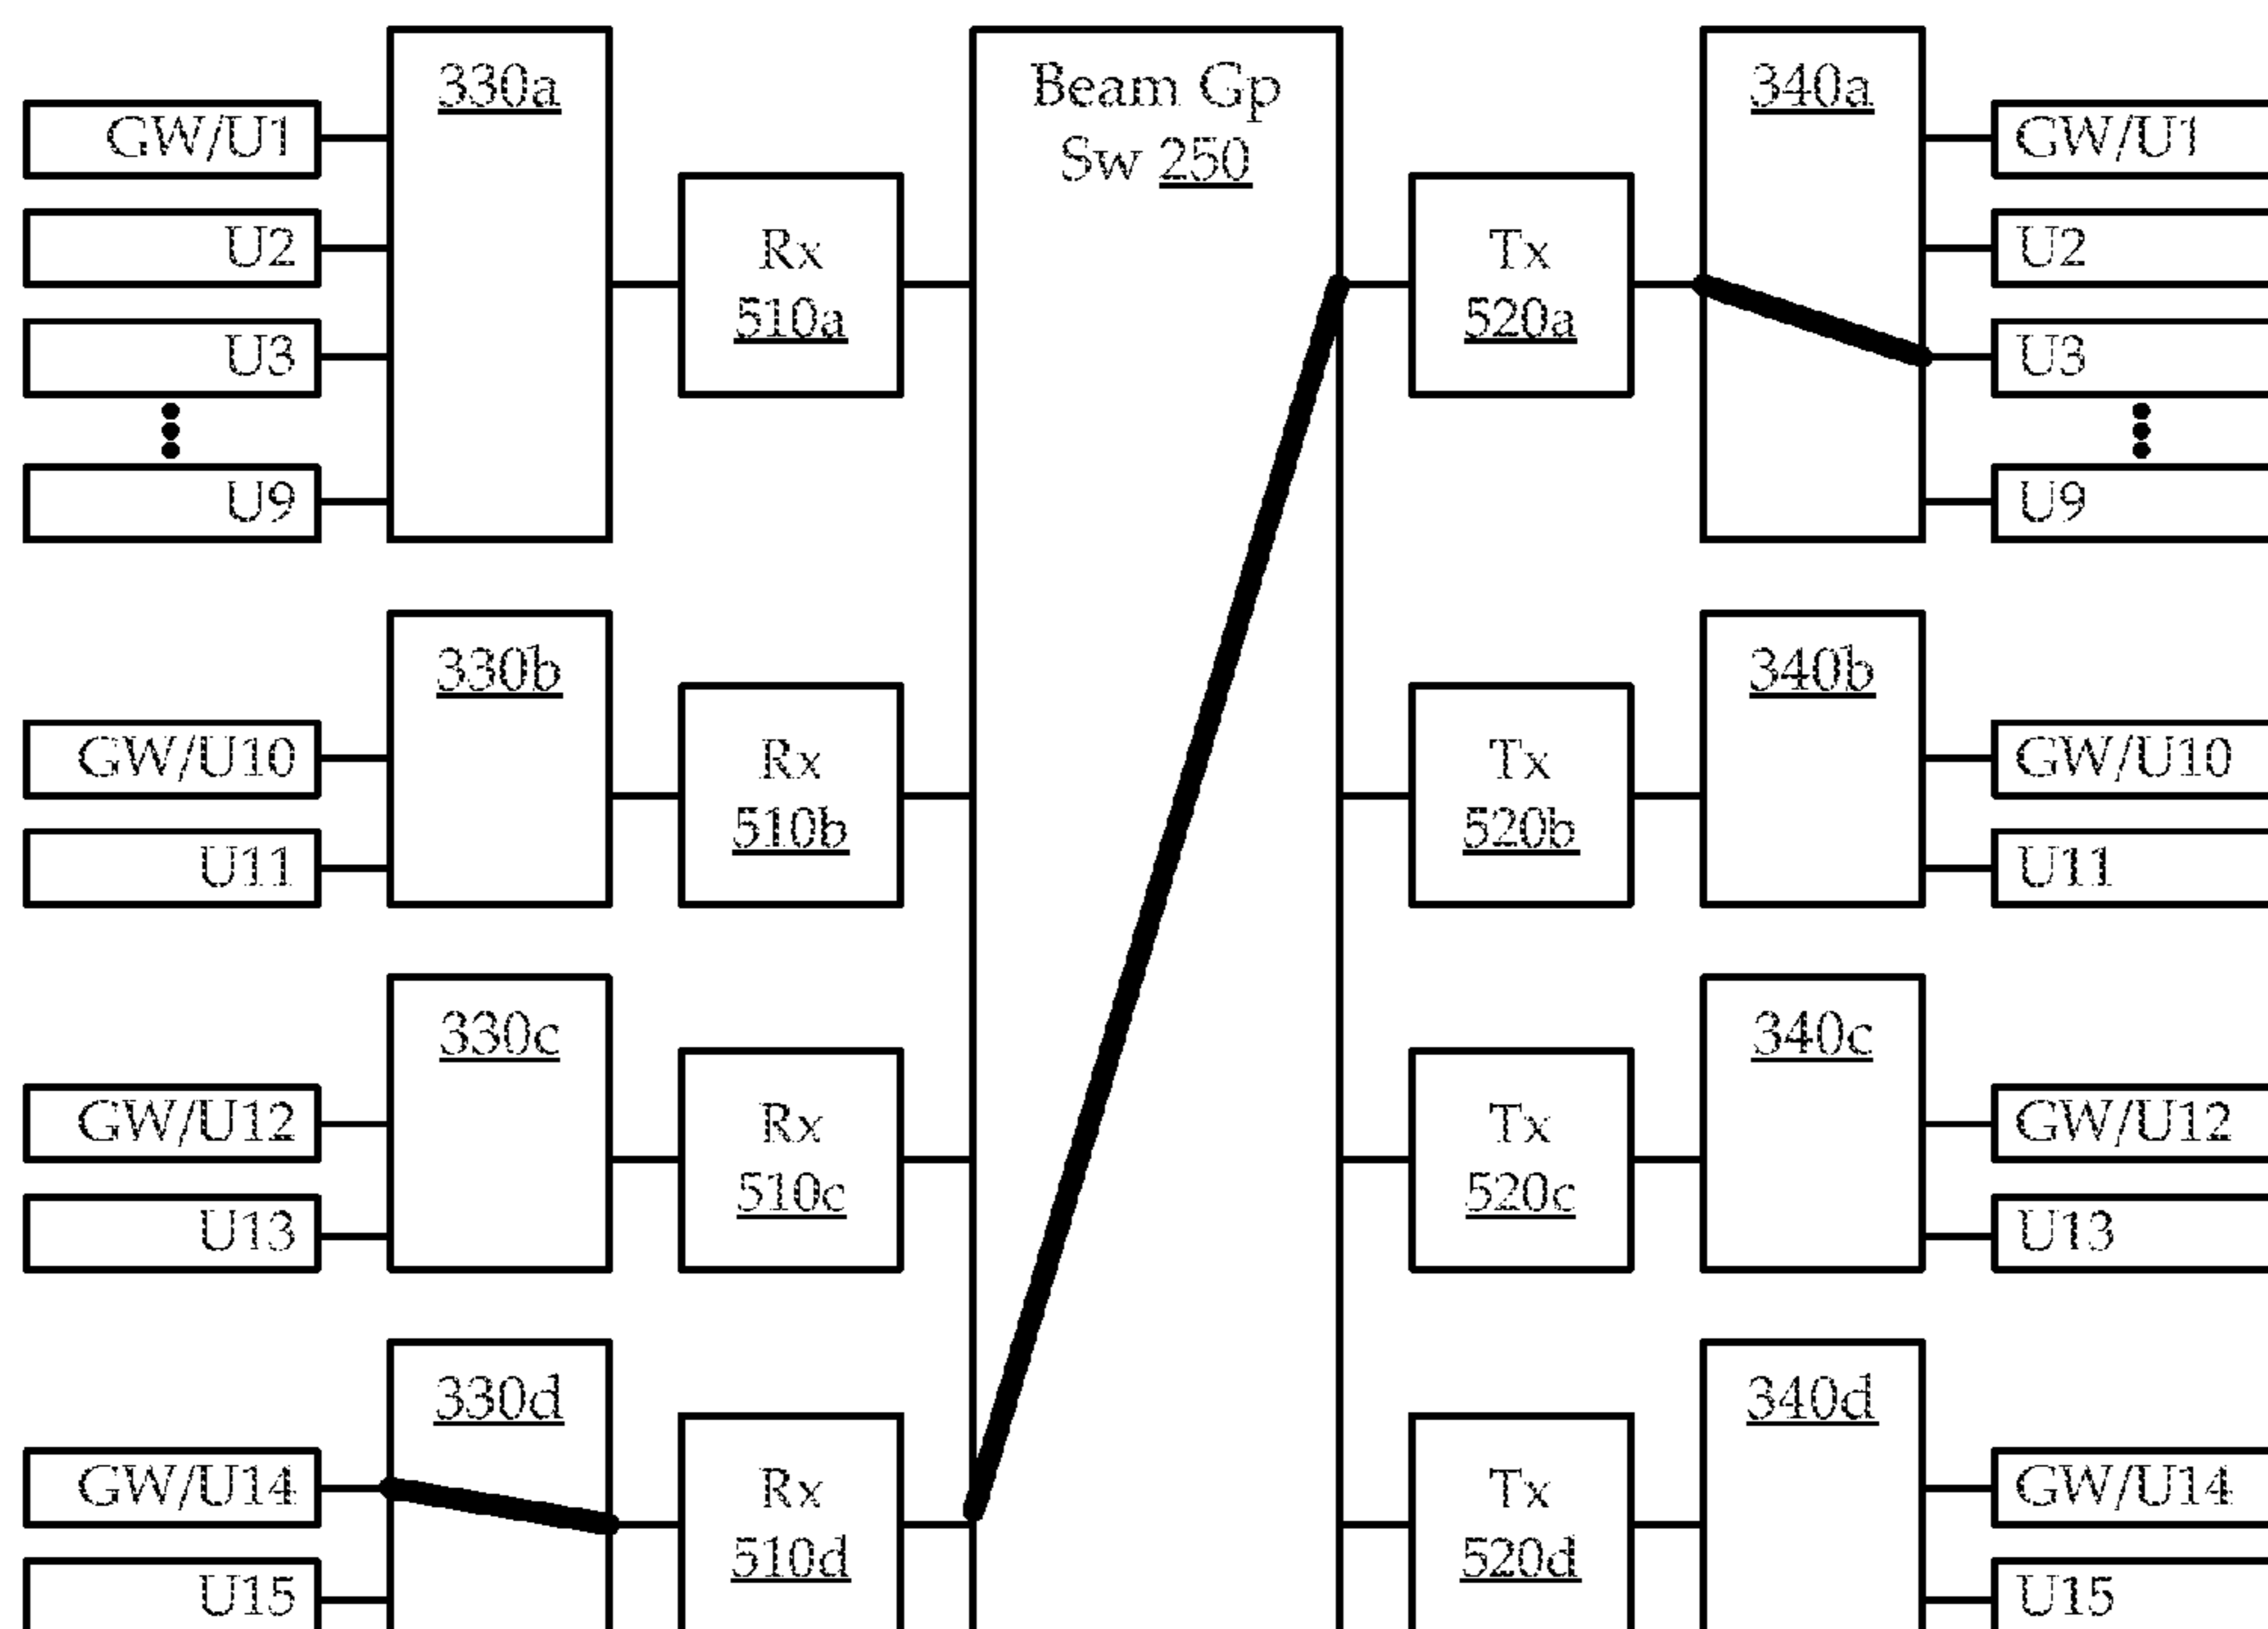 330a
Beam Gp
Sw 250
340a
GW/U1
U2
U3
U9
Rx
510a
Tx
520a
GW/U1
U2
U3
U9
330b
340b
GW/U10
U11
Rx
510b
Tx
520b
GW/U10
U11
330c
340c
GW/U12
U13
Rx
510c
Tx
520c
GW/U12
U13
330d
340d
GW/U14
U15
Rx
510d
Tx
520d
GW/U14
U15